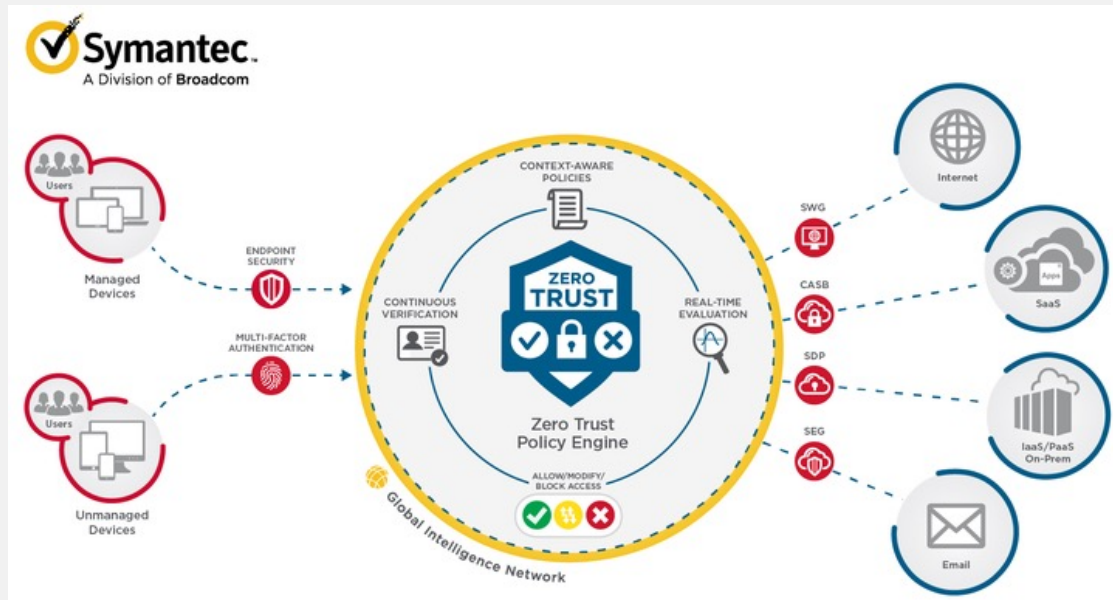 Symantec™
A Division of Broadcom
Users
Managed
Devices
ENDPOINT
SECURITY
MULTI-FACTOR
AUTHENTICATION
Users
Unmanaged
Devices
CONTEXT-AWARE
POLICIES
CONTINUOUS
VERIFICATION
ZERO
TRUST
REAL-TIME
EVALUATION
Zero Trust
Policy Engine
ALLOW/MODIFY/
BLOCK ACCESS
Global Intelligence Network
SWG
CASB
SDP
SEG
Internet
Apps
SaaS
IaaS/PaaS
On-Prem
Email